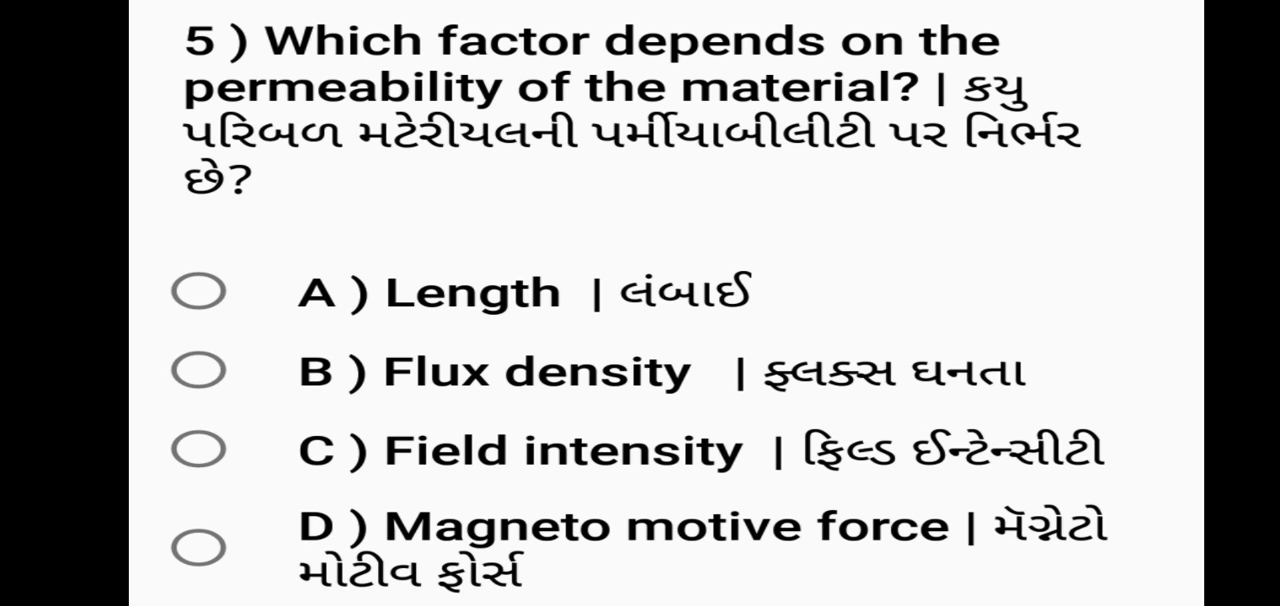 5 ) Which factor depends on the
permeability of the material? | કયુ
પરિબળ મટેરીયલની પર્મીયાબીલીટી પર નિર્ભર
છે?
A ) Length | લંબાઈ
B ) Flux density | ફ્લક્સ ઘનતા
C ) Field intensity | ફિલ્ડ ઈન્ટેન્સીટી
D ) Magneto motive force | મૅગ્નેટો
મોટીવ ફોર્સ